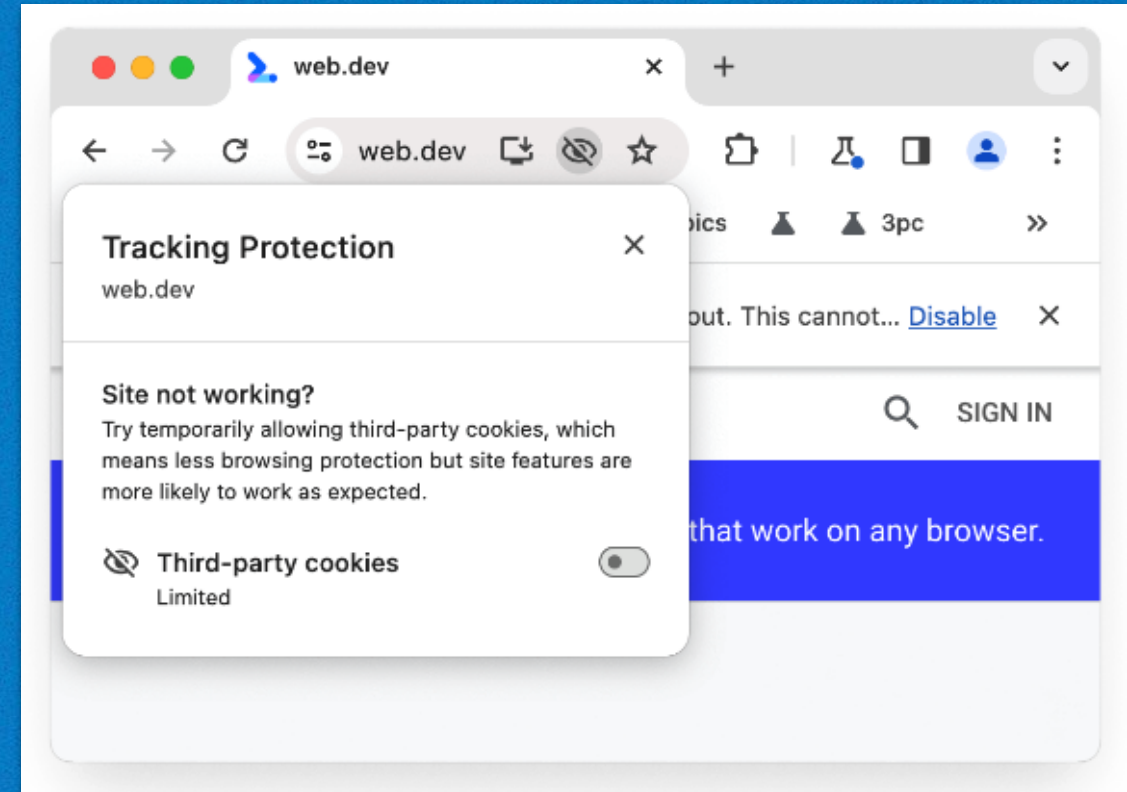 web.dev
web.dev
3pc
Tracking Protection
web.dev
out. This cannot... Disable
Site not working?
Try temporarily allowing third-party cookies, which
means less browsing protection but site features are
more likely to work as expected.
SIGN IN
that work on any browser.
Third-party cookies
Limited